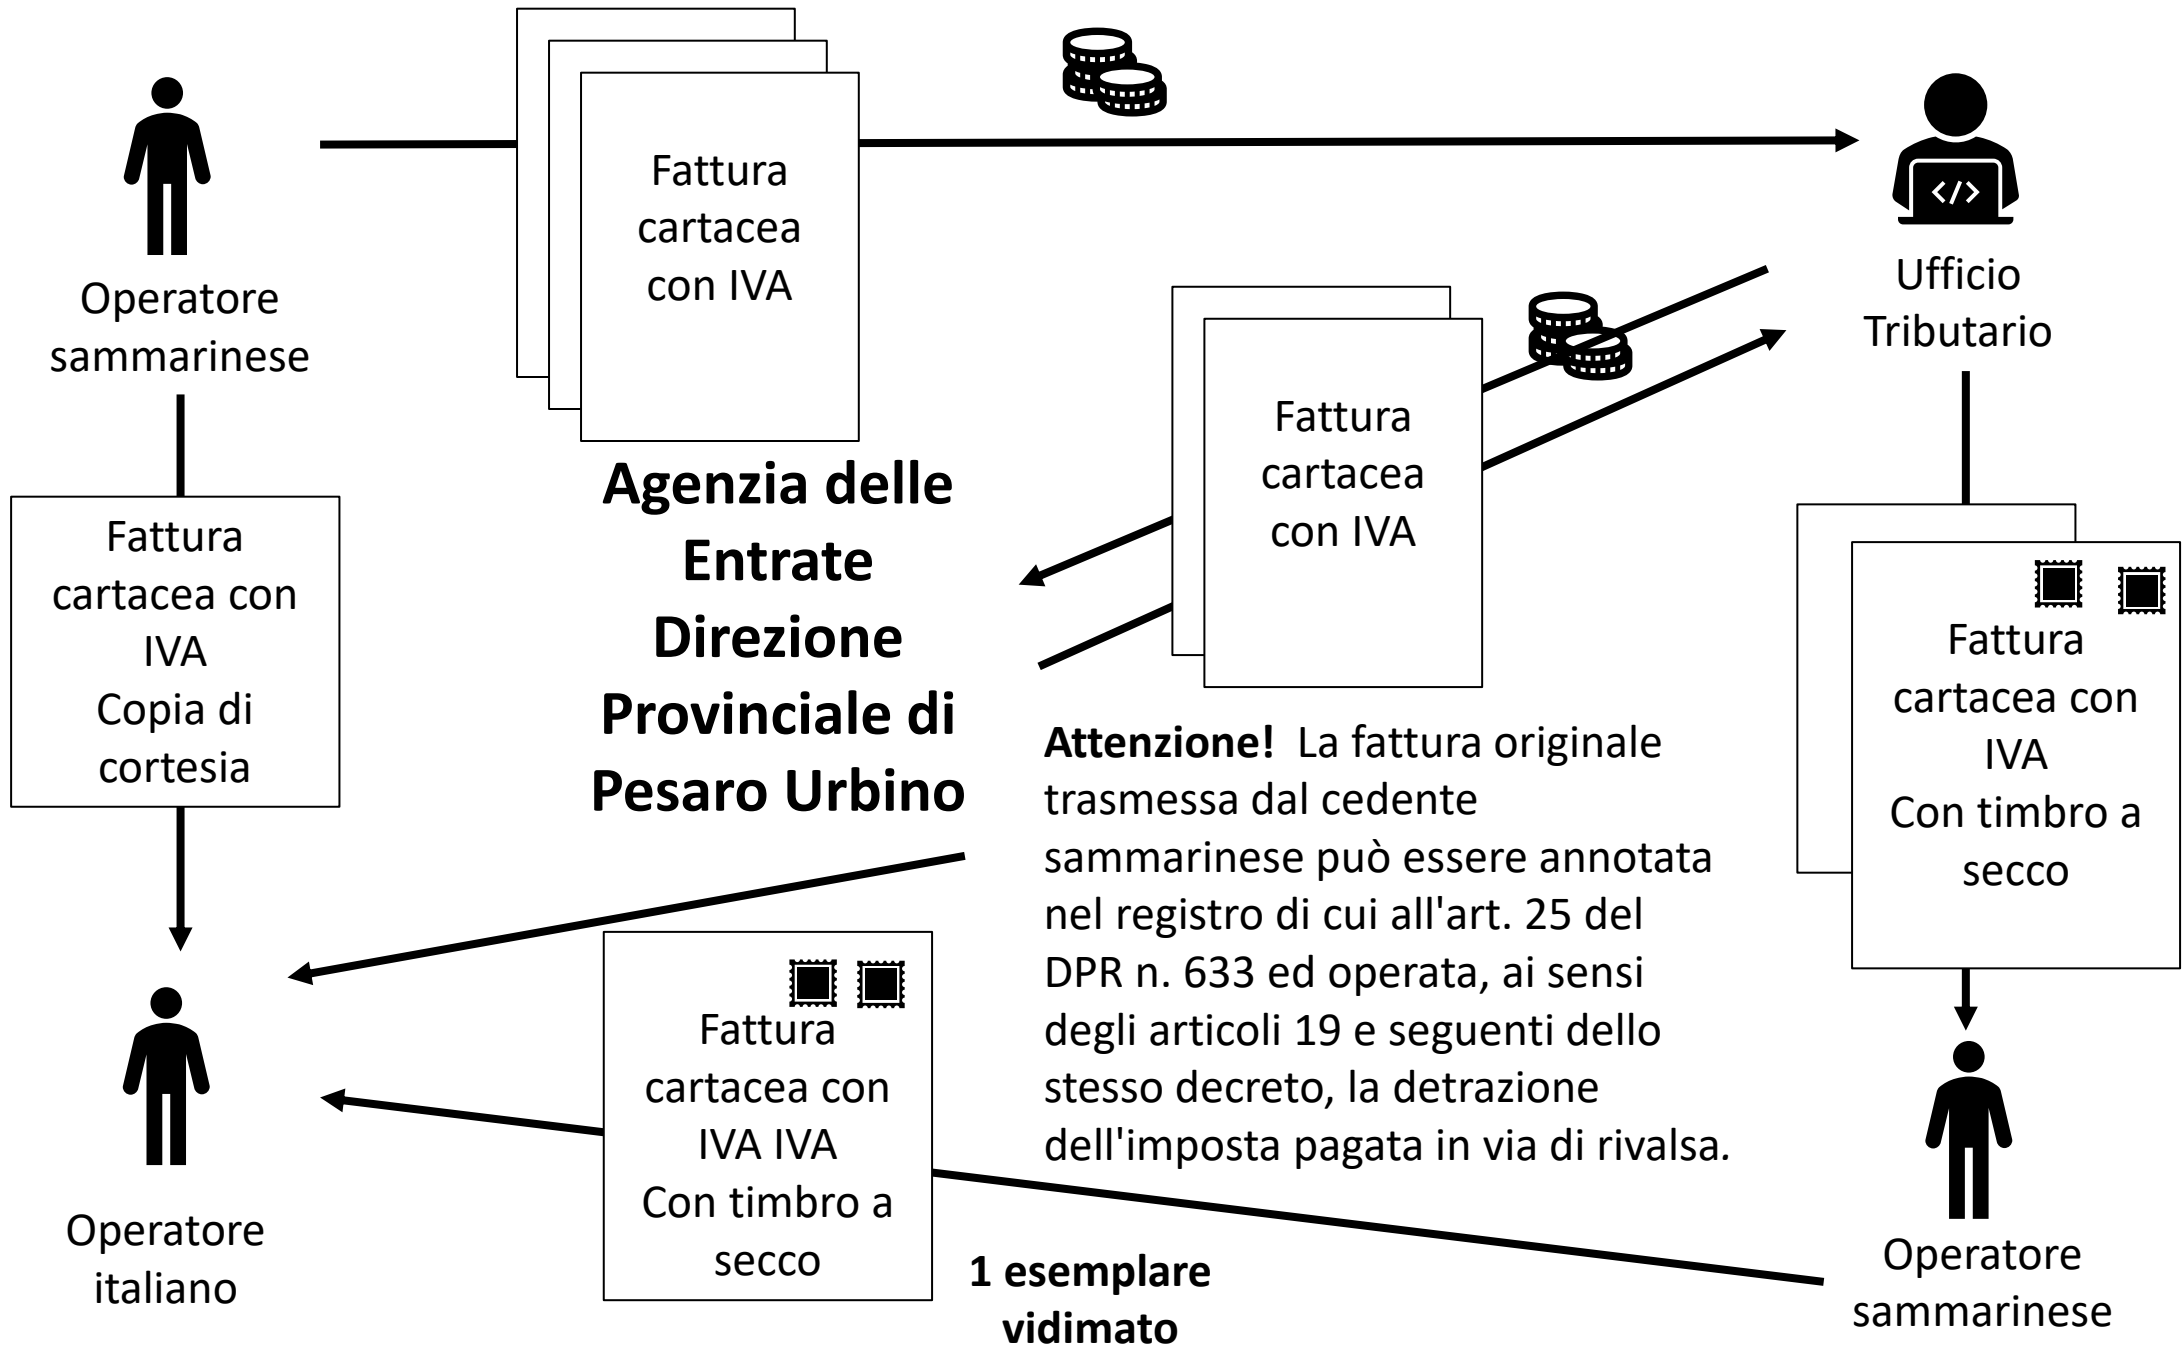 Fattura
cartacea
con IVA
Operatore
sammarinese
Ufficio
Tributario
Fattura
cartacea
con IVA
Agenzia delle
Entrate
Direzione
Provinciale di
Pesaro Urbino
Fattura
cartacea con
IVA
Copia di
cortesia
Fattura
cartacea con
IVA
Con timbro a
secco
Attenzione! La fattura originale
trasmessa dal cedente
sammarinese può essere annotata
nel registro di cui all'art. 25 del
DPR n. 633 ed operata, ai sensi
degli articoli 19 e seguenti dello
stesso decreto, la detrazione
dell'imposta pagata in via di rivalsa.
Fattura
cartacea con
IVA IVA
Con timbro a
secco
1 esemplare
vidimato
Operatore
italiano
Operatore
sammarinese